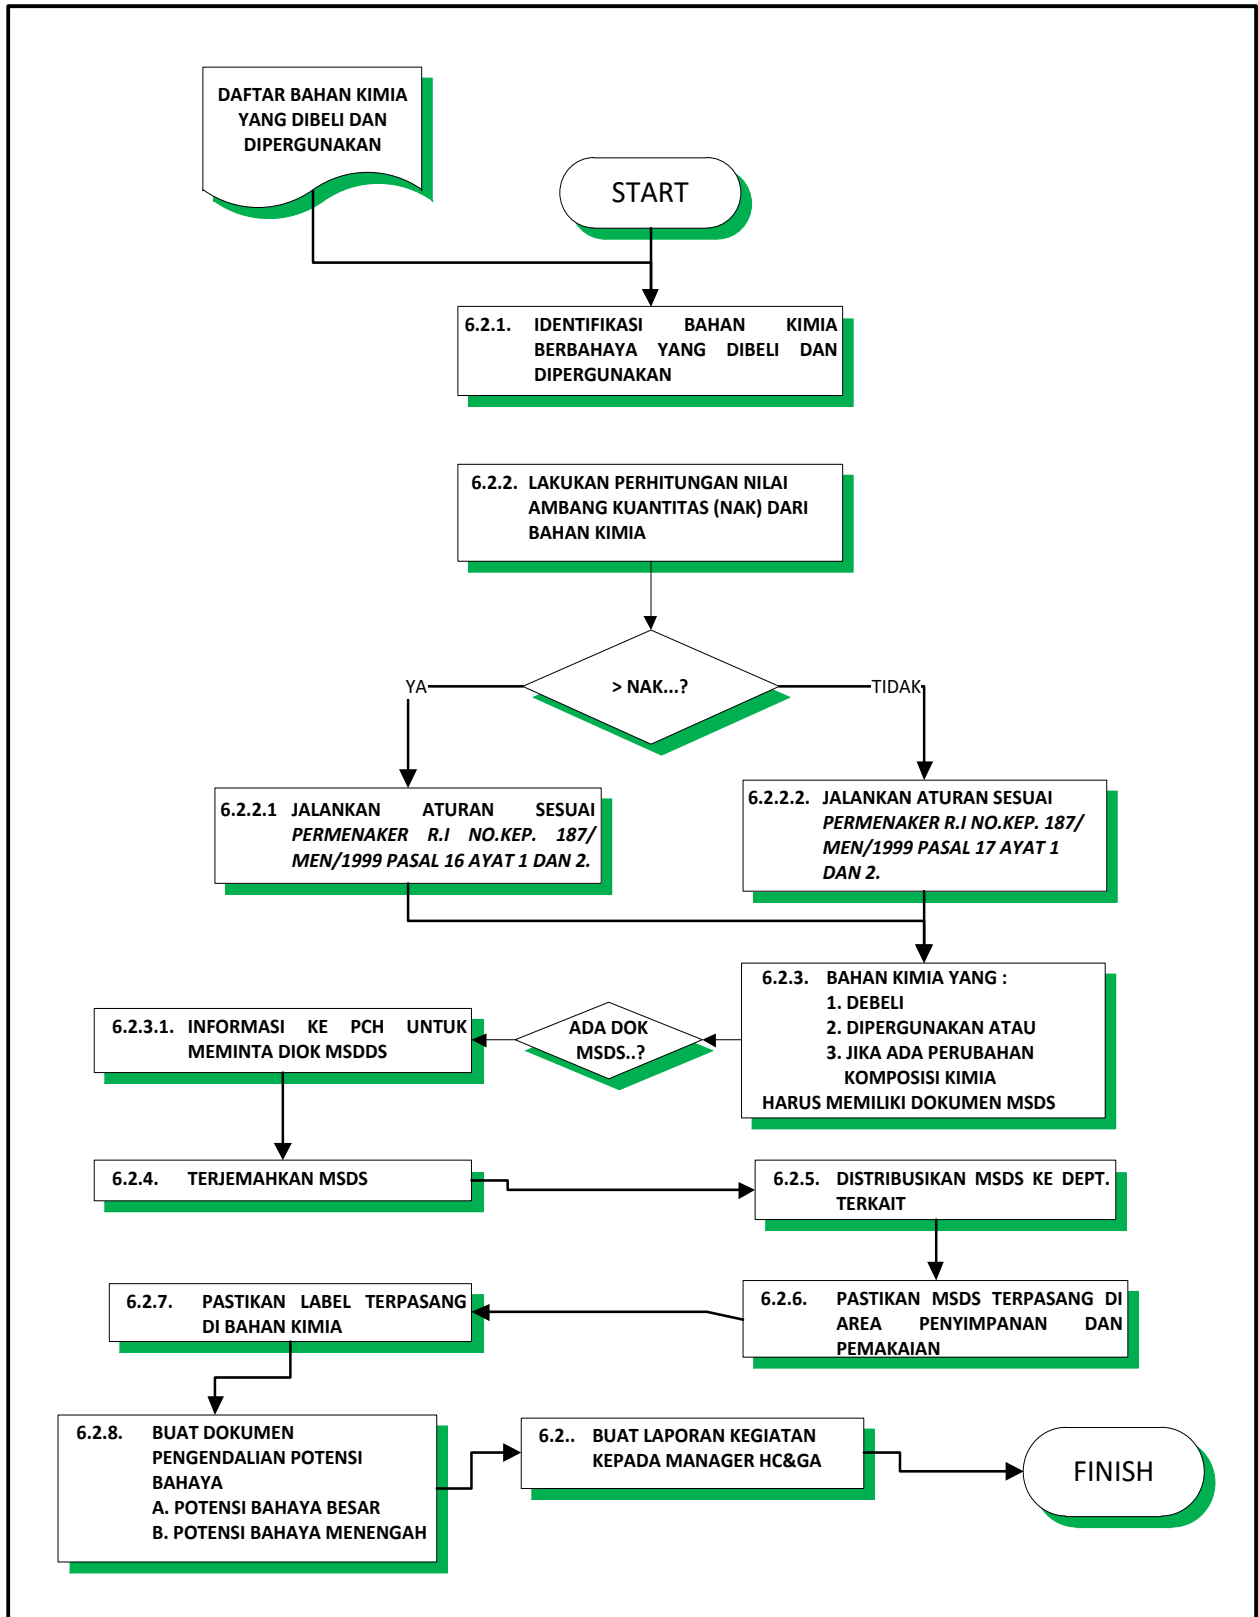 DAFTAR BAHAN KIMIA
YANG DIBELI DAN
DIPERGUNAKAN
START
6.2.1. IDENTIFIKASI BAHAN KIMIA
BERBAHAYA YANG DIBELI DAN
DIPERGUNAKAN
6.2.2. LAKUKAN PERHITUNGAN NILAI
AMBANG KUANTITAS (NAK) DARI
BAHAN KIMIA
> NAK...?
YA
TIDAK
6.2.2.1 JALANKAN ATURAN SESUAI
PERMENAKER R.I NO.KEP. 187/
MEN/1999 PASAL 16 AYAT 1 DAN 2.
6.2.2.2. JALANKAN ATURAN SESUAI
PERMENAKER R.I NO.KEP. 187/
MEN/1999 PASAL 17 AYAT 1
DAN 2.
6.2.3. BAHAN KIMIA YANG :
1. DEBELI
2. DIPERGUNAKAN ATAU
3. JIKA ADA PERUBAHAN
KOMPOSISI KIMIA
HARUS MEMILIKI DOKUMEN MSDS
ADA DOK
MSDS..?
6.2.3.1. INFORMASI KE PCH UNTUK
MEMINTA DIOK MSDDS
6.2.4. TERJEMAHKAN MSDS
6.2.5. DISTRIBUSIKAN MSDS KE DEPT.
TERKAIT
6.2.6. PASTIKAN MSDS TERPASANG DI
AREA PENYIMPANAN DAN
PEMAKAIAN
6.2.7. PASTIKAN LABEL TERPASANG
DI BAHAN KIMIA
6.2.8. BUAT DOKUMEN
PENGENDALIAN POTENSI
BAHAYA
A. POTENSI BAHAYA BESAR
B. POTENSI BAHAYA MENENGAH
6.2.. BUAT LAPORAN KEGIATAN
KEPADA MANAGER HC&GA
FINISH